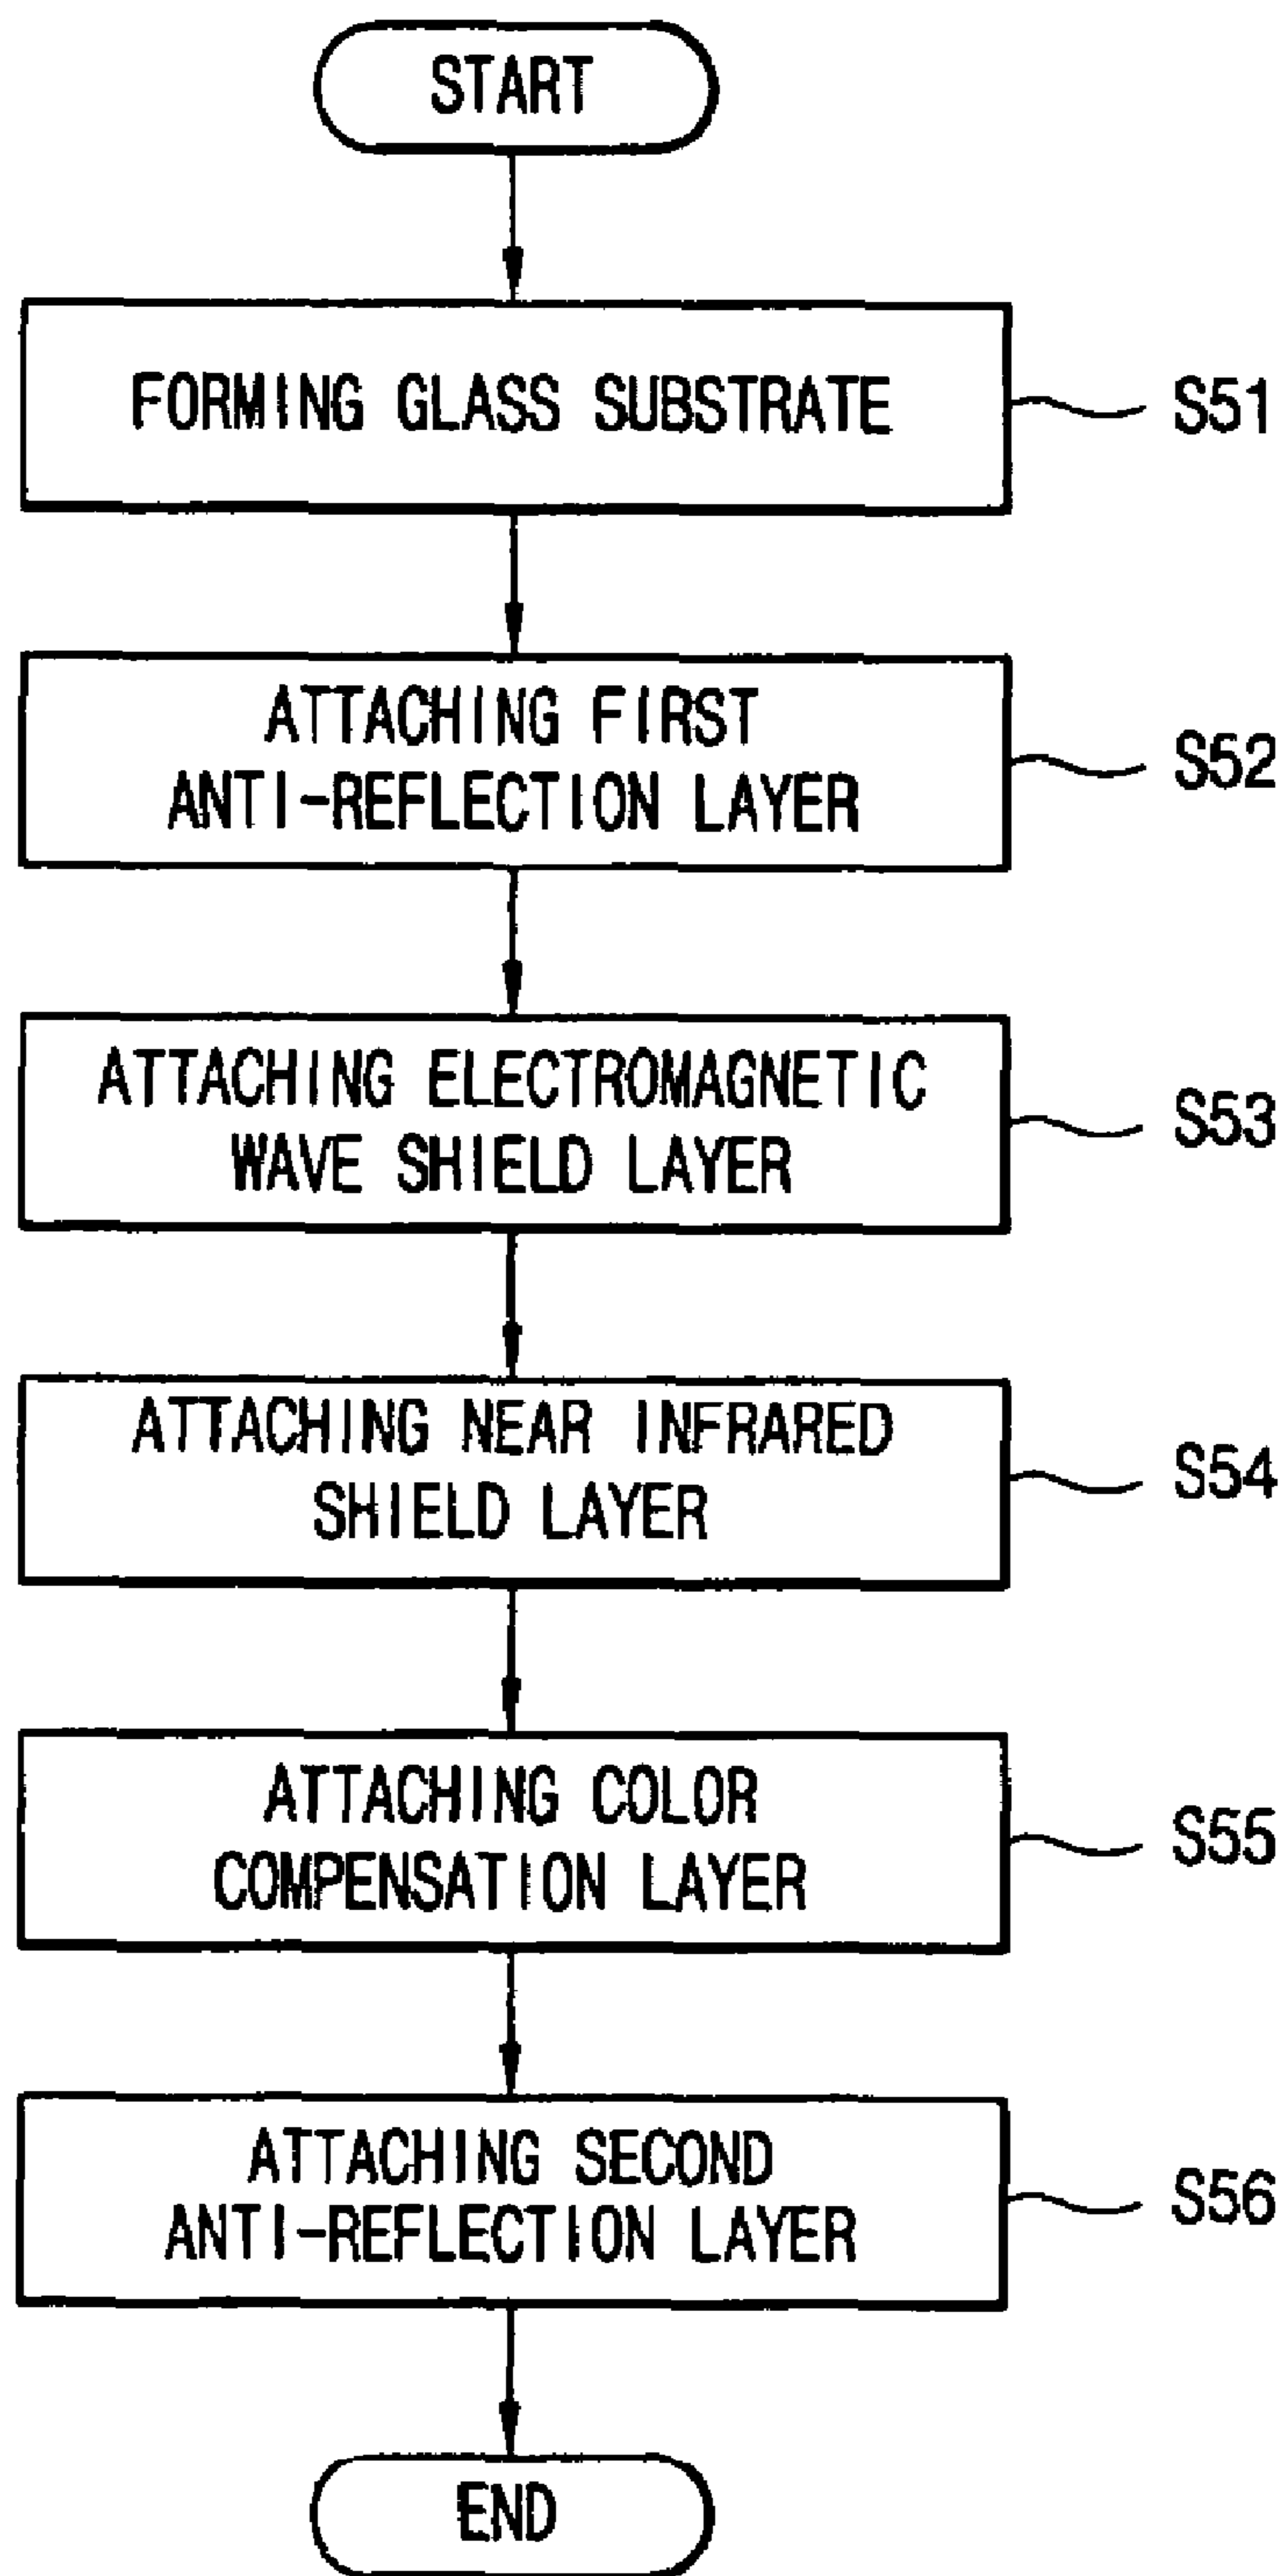 START
FORMING GLASS SUBSTRATE
S51
ATTACHING FIRST
ANTI-REFLECTION LAYER
S52
ATTACHING ELECTROMAGNETIC
WAVE SHIELD LAYER
S53
ATTACHING NEAR INFRARED
SHIELD LAYER
S54
ATTACHING COLOR
COMPENSATION LAYER
S55
ATTACHING SECOND
ANTI-REFLECTION LAYER
S56
END